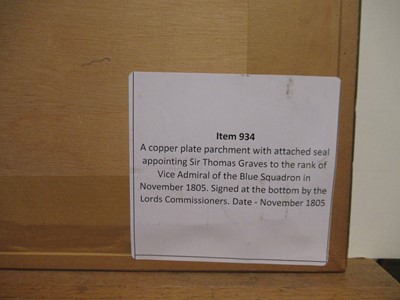 Item 934
A copper plate parchment with attached seal
appointing Sir Thomas Graves to the rank of
Vice Admiral of the Blue Squadron in
November 1805. Signed at the bottom by the
Lords Commissioners. Date - November 1805